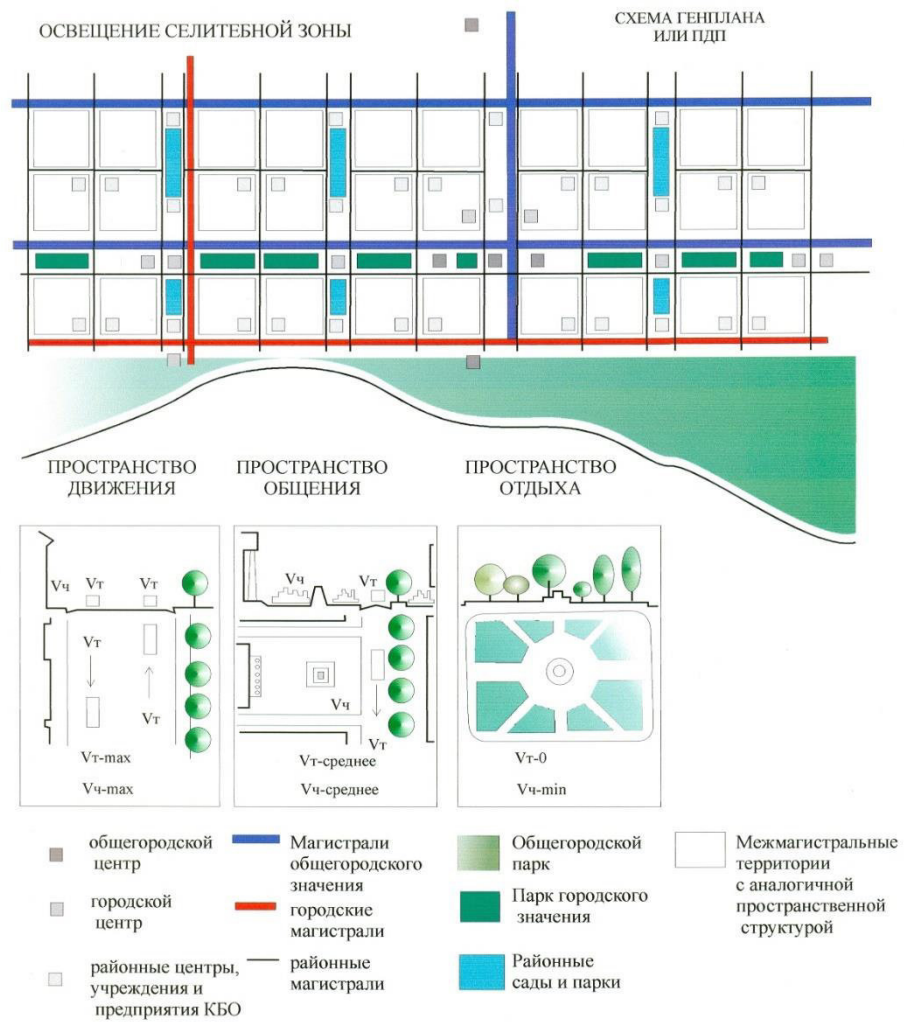 ОСВЕЩЕНИЕ СЕЛИТЕБНОЙ ЗОНЫ
СХЕМА ГЕНПЛАНА
ИЛИ ПДП
ПРОСТРАНСТВО
ДВИЖЕНИЯ
ПРОСТРАНСТВО
ОБЩЕНИЯ
ПРОСТРАНСТВО
ОТДЫХА
Vч Vт Vт
Vт
Vт
Vт-max
Vч-max
Vч Vт
Vч
Vт
Vт-среднее
Vч-среднее
Vт-0
Vч-min
общегородской
центр
городской
центр
районные центры,
учреждения и
предприятия КБО
Магистрали
общегородского
значения
городские
магистрали
районные
магистрали
Общегородской
парк
Парк городского
значения
Районные
сады и парки
Межмагистральные
территории
с аналогичной
пространственной
структурой